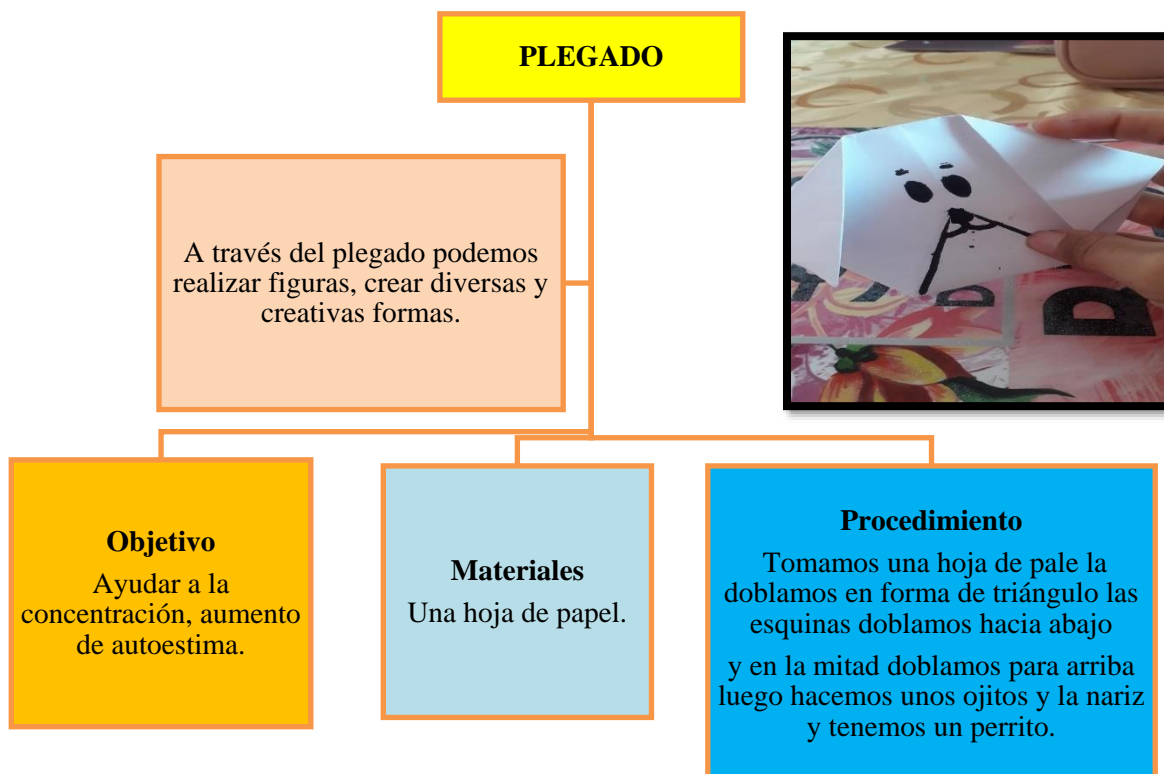 PLEGADO
A través del plegado podemos
realizar figuras, crear diversas y
creativas formas.
Objetivo
Ayudar a la
concentración, aumento
de autoestima.
Materiales
Una hoja de papel.
Procedimiento
Tomamos una hoja de pale la
doblamos en forma de triángulo las
esquinas doblamos hacia abajo
y en la mitad doblamos para arriba
luego hacemos unos ojitos y la nariz
y tenemos un perrito.
D
D